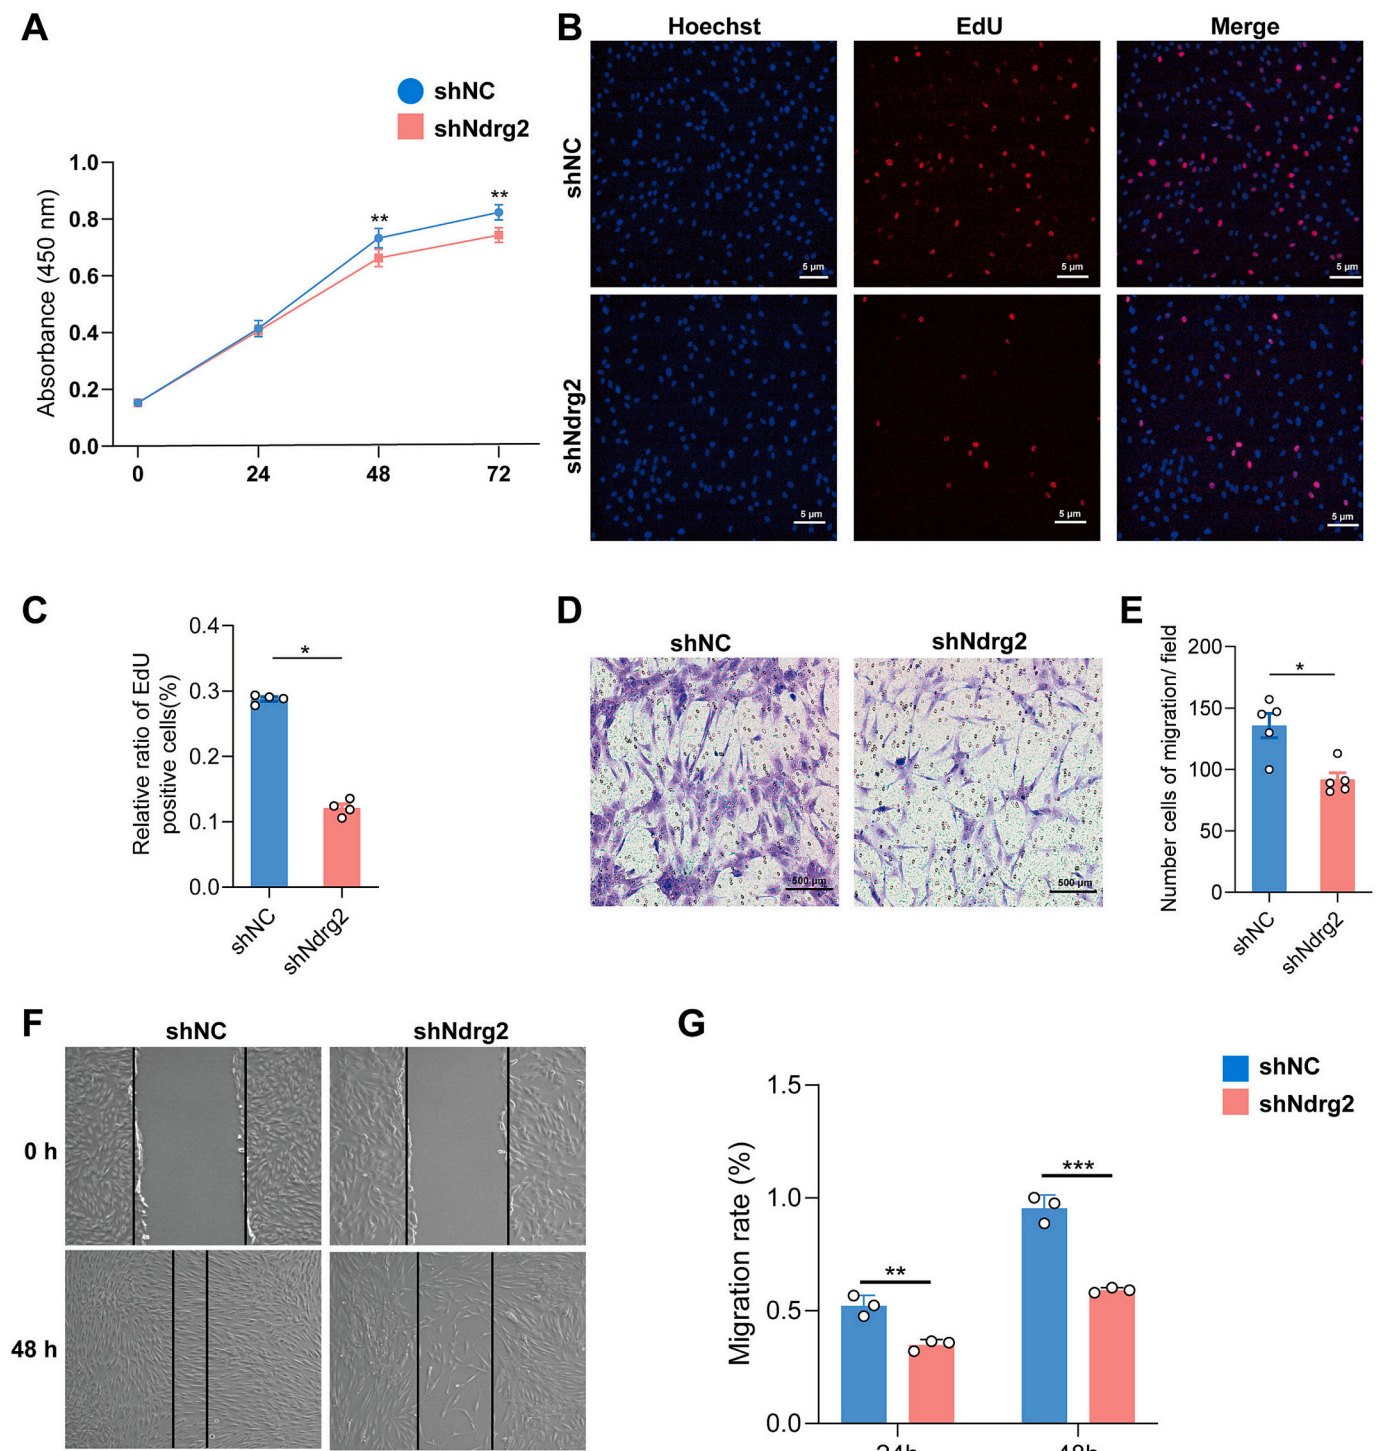 A
shNC
shNdrg2
Absorbance (450 nm)
1.0
0.8
0.6
0.4
0.2
0.0
**
**
0 24 48 72
B
Hoechst EdU Merge
shNC
5 μm 5 μm 5 μm
shNdrg2
5 μm 5 μm 5 μm
C
Relative ratio of EdU
positive cells(%)
0.4
0.3
0.2
0.1
0.0
*
shNC shNdrg2
D
shNC shNdrg2
500 μm 500 μm
E
Number cells of migration/ field
200
150
100
50
0
*
shNC shNdrg2
F
shNC shNdrg2
0 h
48 h
G
shNC
shNdrg2
Migration rate (%)
1.5
1.0
0.5
0.0
**
***
24h 48h